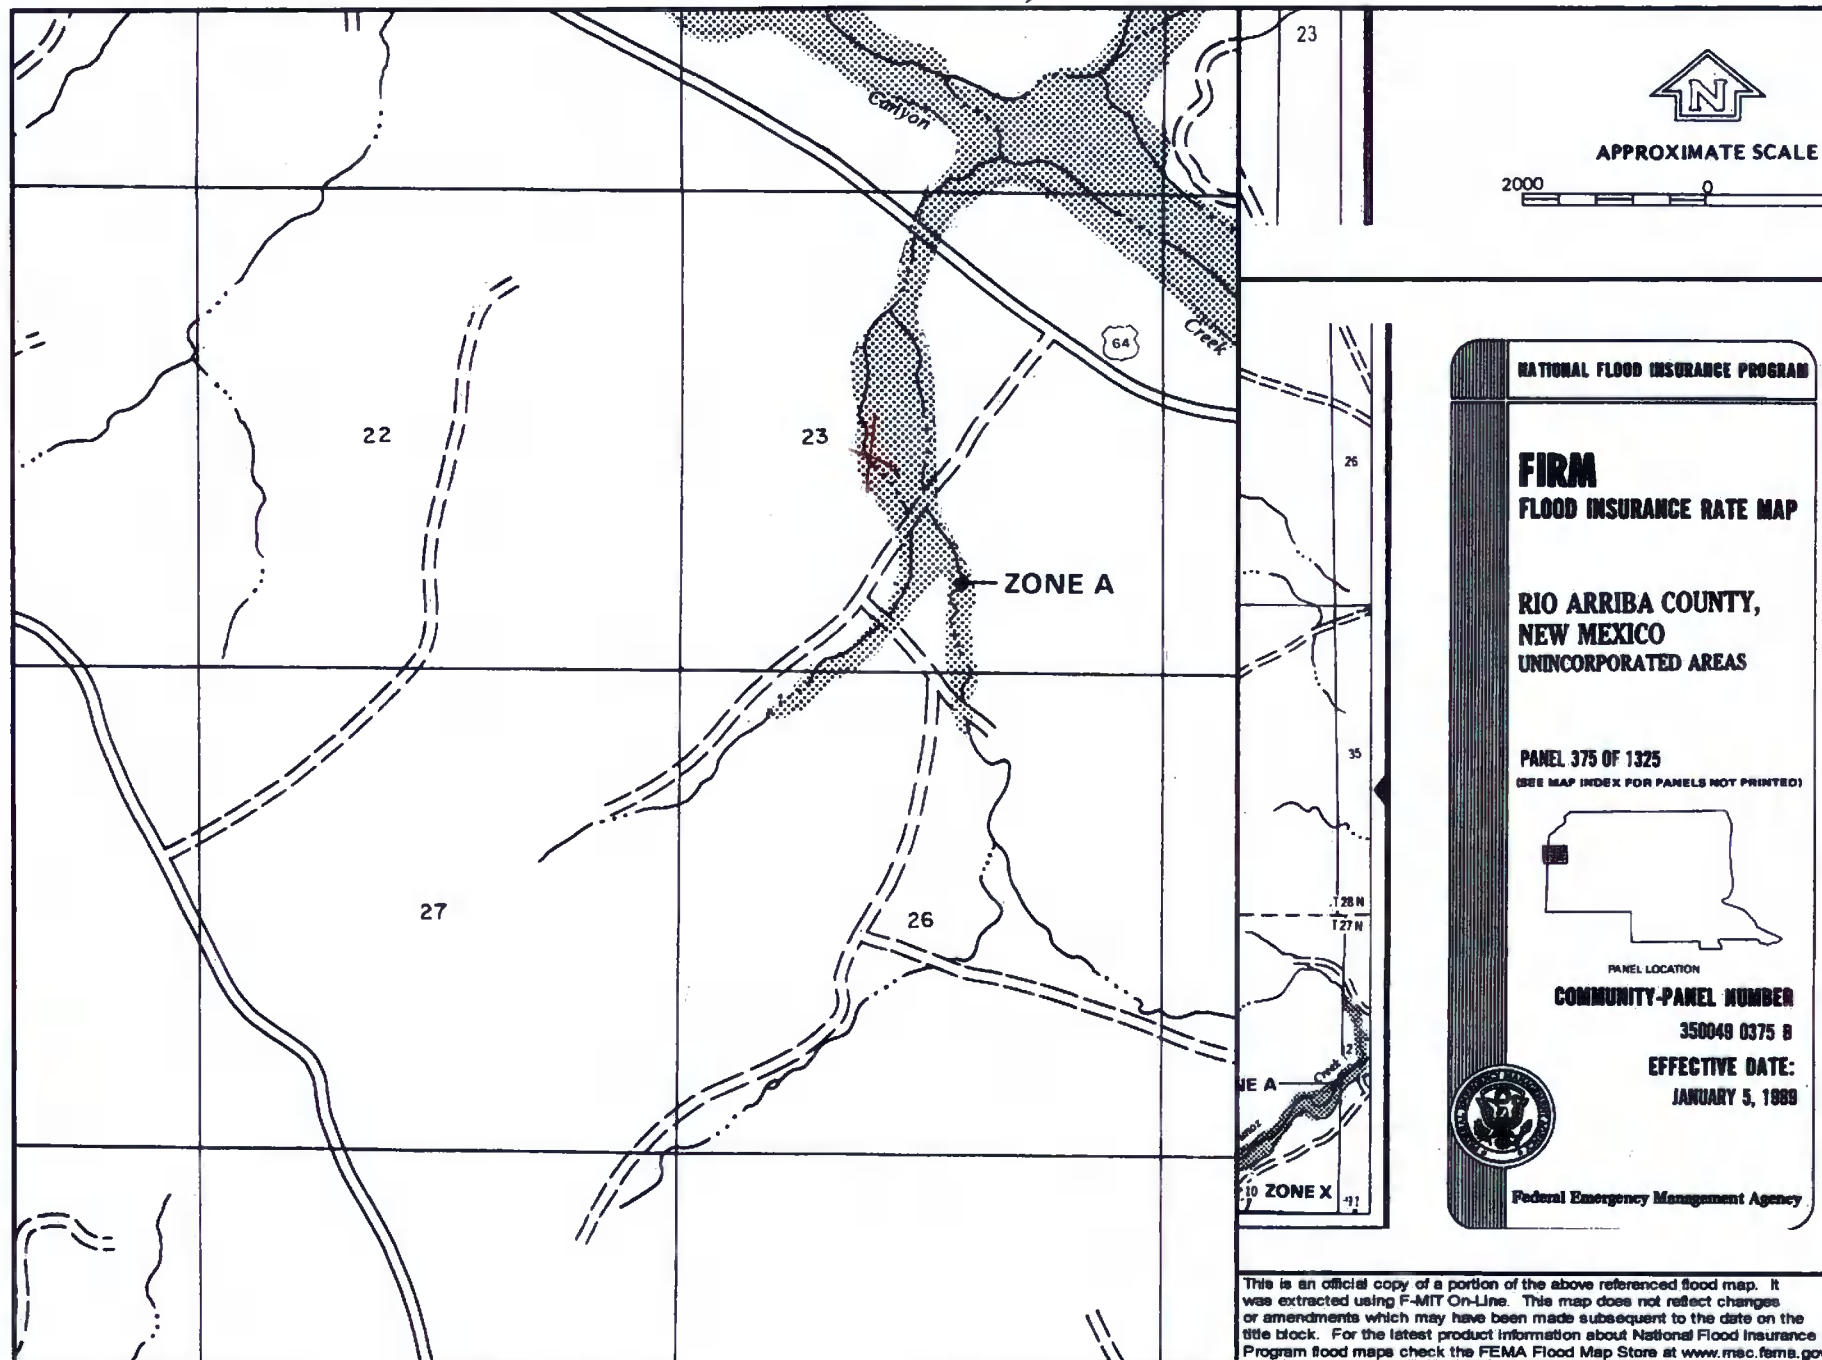 23
N
APPROXIMATE SCALE
2000
0
Canyon
Creek
64
22
23
ZONE A
27
26
26
35
T28N
T27N
12
NE A
Creek
10 ZONE X
NATIONAL FLOOD INSURANCE PROGRAM
FIRM
FLOOD INSURANCE RATE MAP
RIO ARRIBA COUNTY,
NEW MEXICO
UNINCORPORATED AREAS
PANEL 375 OF 1325
(SEE MAP INDEX FOR PANELS NOT PRINTED)
PANEL LOCATION
COMMUNITY-PANEL NUMBER
350049 0375 B
EFFECTIVE DATE:
JANUARY 5, 1989
Federal Emergency Management Agency
This is an official copy of a portion of the above referenced flood map. It
was extracted using F-MIT On-Line. This map does not reflect changes
or amendments which may have been made subsequent to the date on the
title block. For the latest product information about National Flood Insurance
Program flood maps check the FEMA Flood Map Store at www.msc.fema.gov